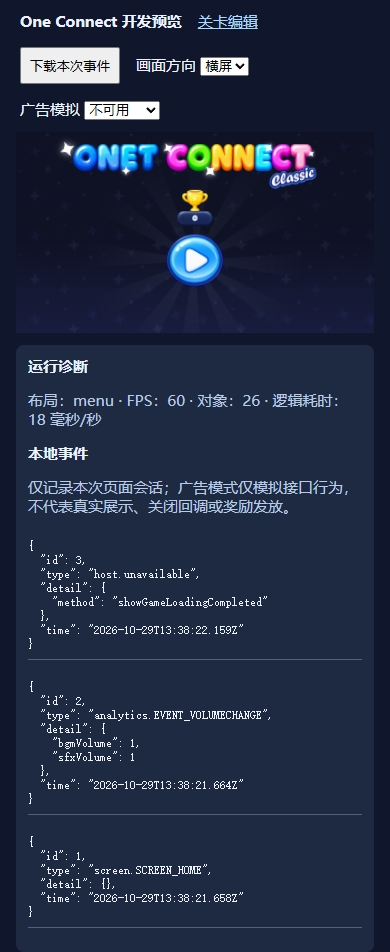 One Connect 开发预览 关卡编辑
下载本次事件 画面方向 横屏
广告模拟 不可用
ONET CONNECT
Classic
0
运行诊断
布局：menu · FPS：60 · 对象：26 · 逻辑耗时：
18 毫秒/秒
本地事件
仅记录本次页面会话；广告模式仅模拟接口行为，
不代表真实展示、关闭回调或奖励发放。
{
  "id": 3,
  "type": "host.unavailable",
  "detail": {
    "method": "showGameLoadingCompleted"
  },
  "time": "2026-10-29T13:38:22.159Z"
}
{
  "id": 2,
  "type": "analytics.EVENT_VOLUMECHANGE",
  "detail": {
    "bgmVolume": 1,
    "sfxVolume": 1
  },
  "time": "2026-10-29T13:38:21.664Z"
}
{
  "id": 1,
  "type": "screen.SCREEN_HOME",
  "detail": {},
  "time": "2026-10-29T13:38:21.658Z"
}